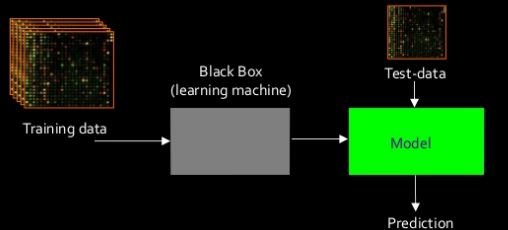 Black Box
(learning machine)
Test-data
Training data
Model
Prediction